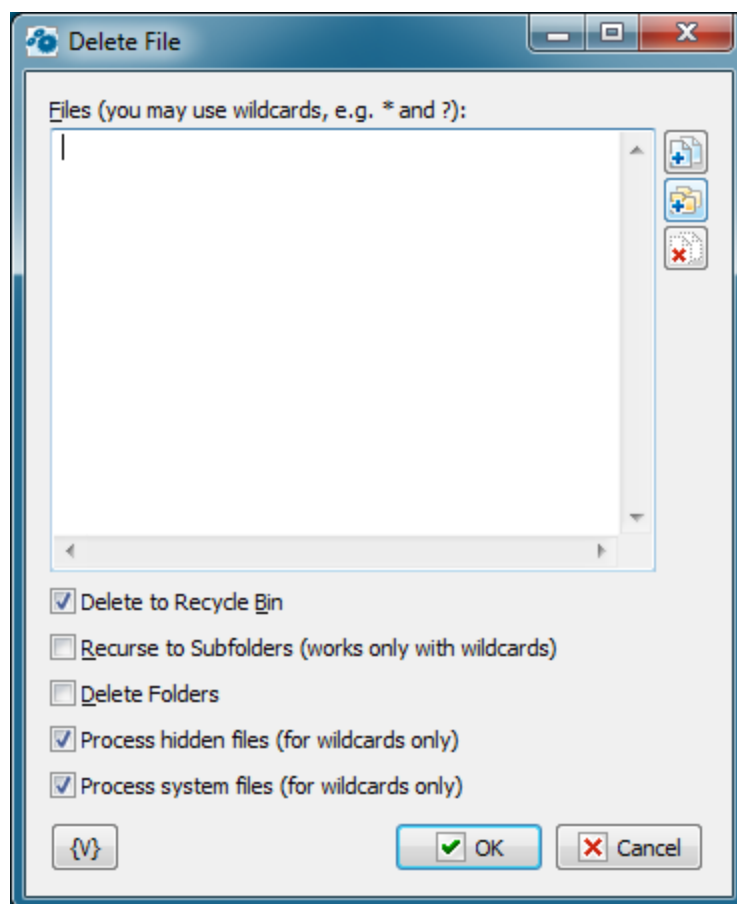 Delete File
Files (you may use wildcards, e.g. * and ?):
Delete to Recycle Bin
Recurse to Subfolders (works only with wildcards)
Delete Folders
Process hidden files (for wildcards only)
Process system files (for wildcards only)
{V} OK Cancel